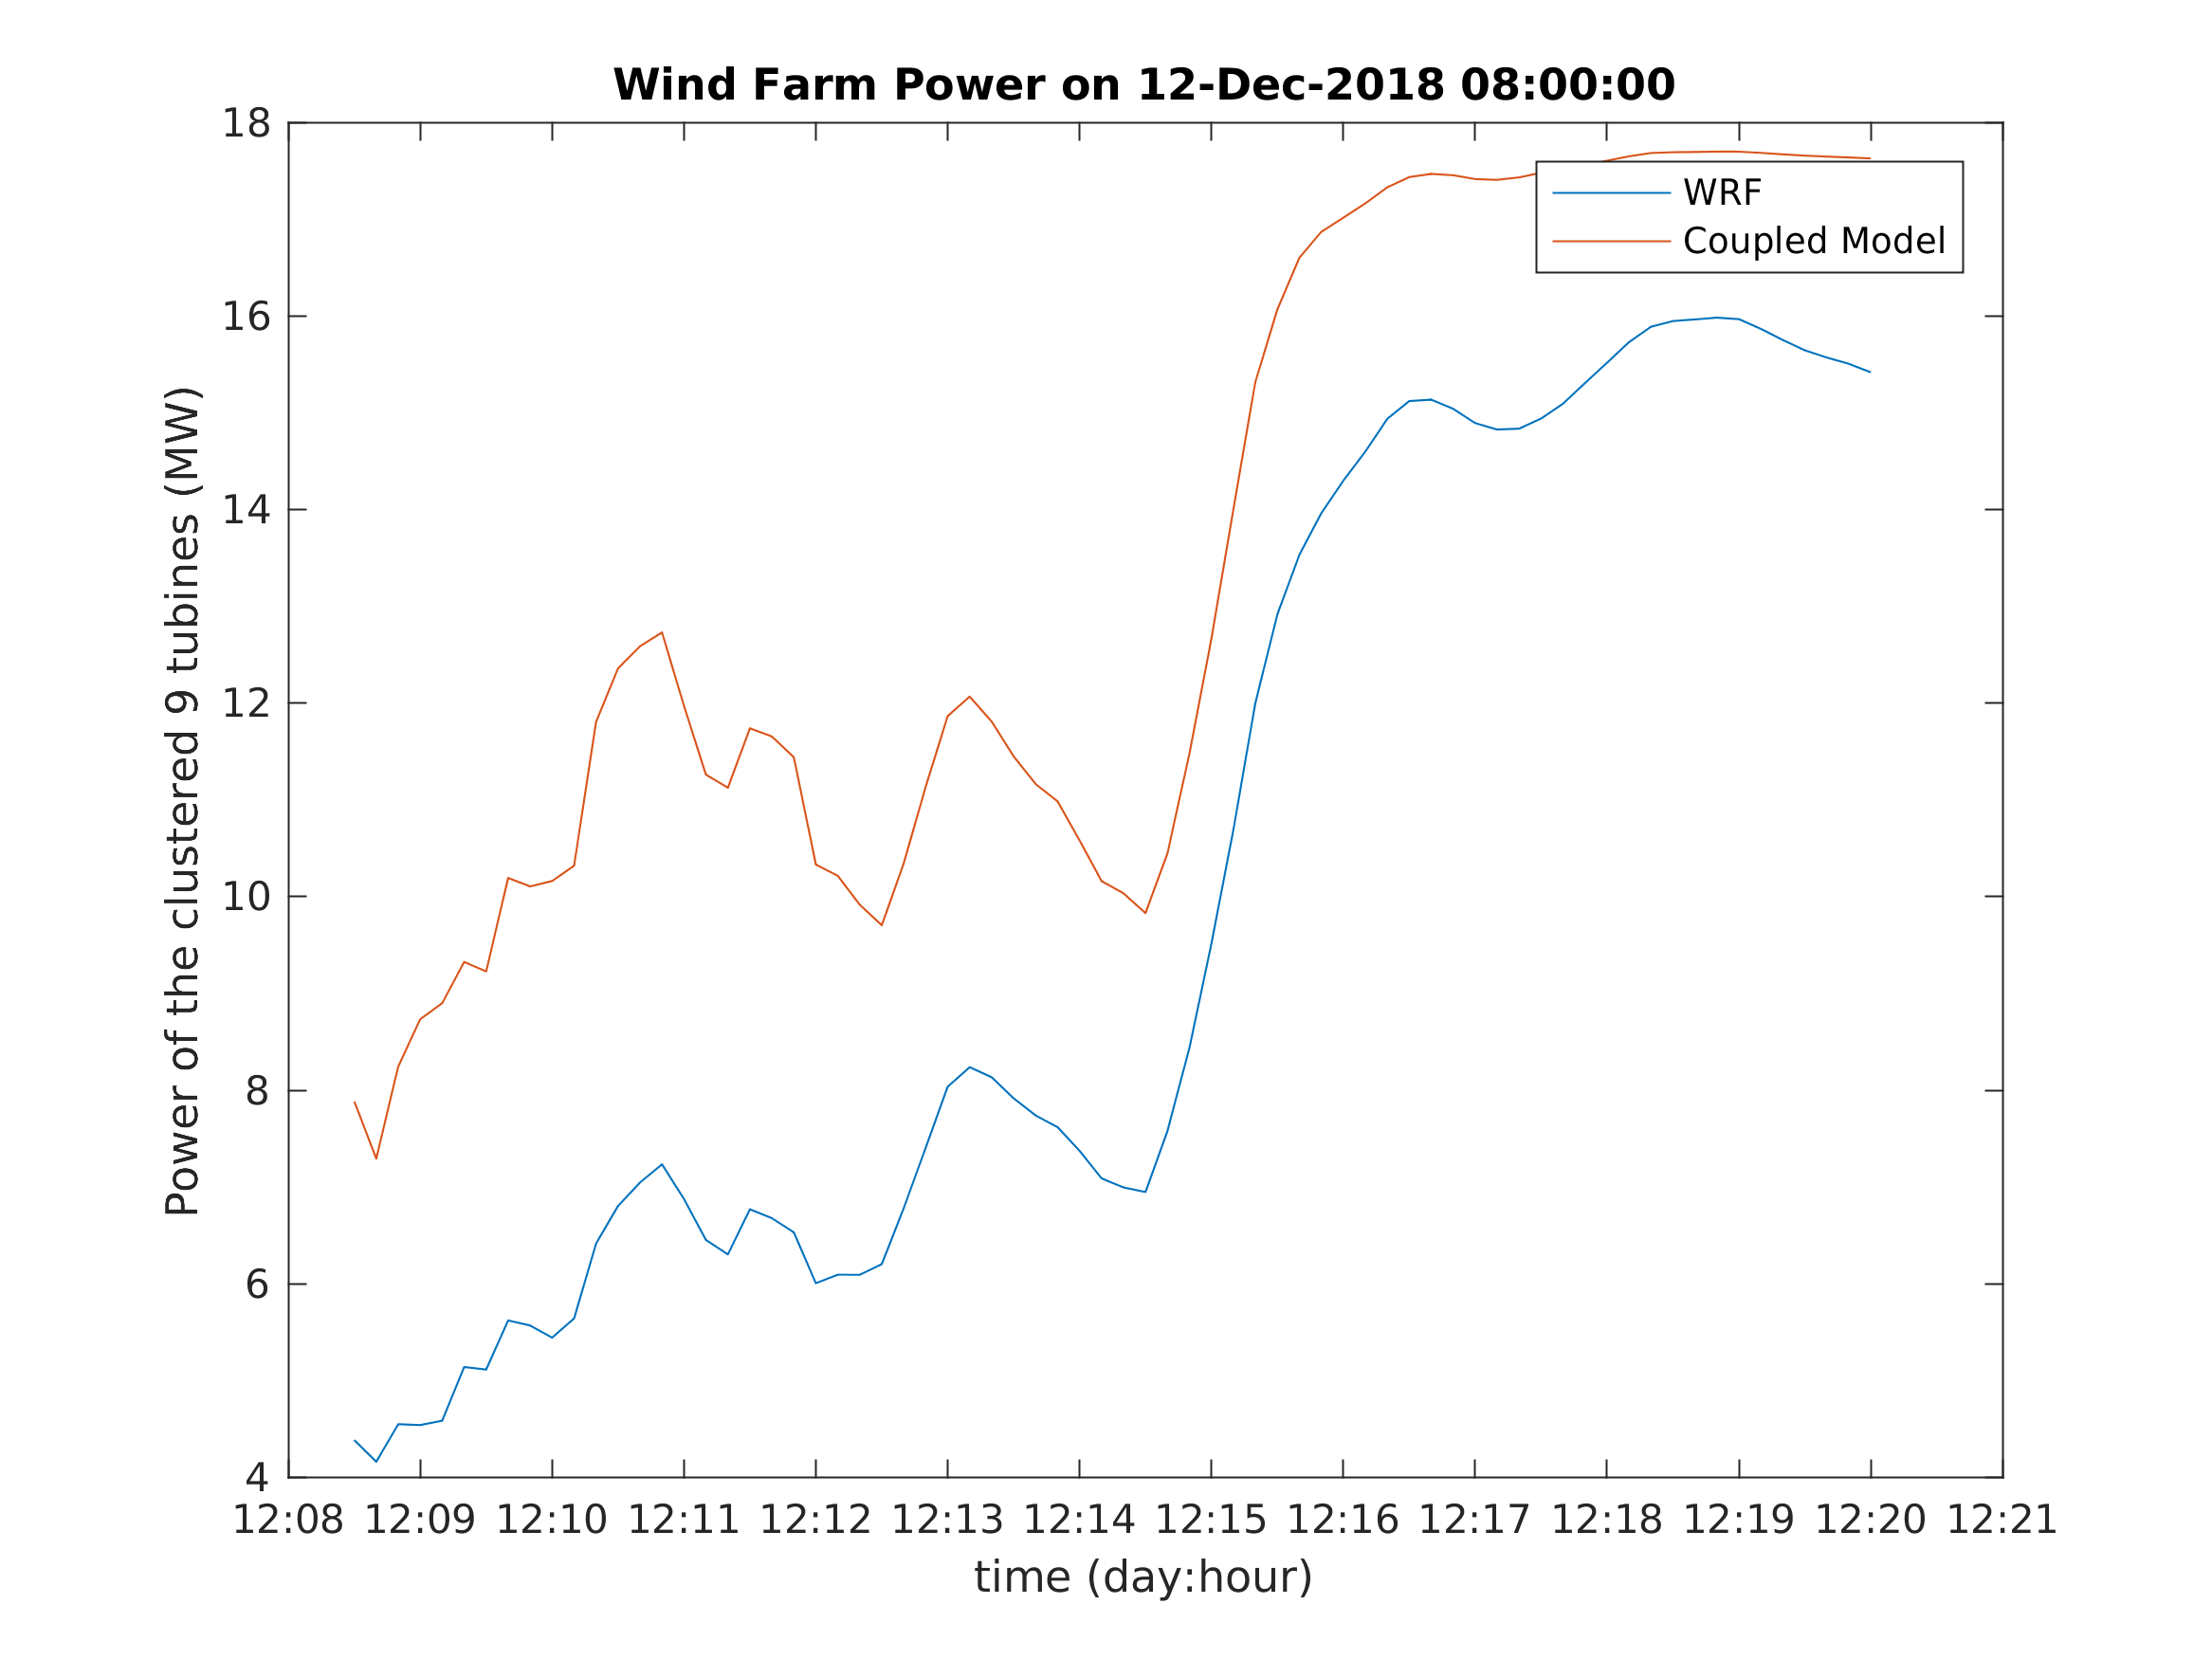 Wind Farm Power on 12-Dec-2018 08:00:00
18
16
14
12
10
8
6
4
Power of the clustered 9 tubines (MW)
WRF
Coupled Model
12:08 12:09 12:10 12:11 12:12 12:13 12:14 12:15 12:16 12:17 12:18 12:19 12:20 12:21
time (day:hour)